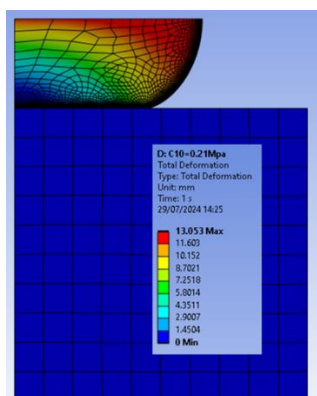 D: C10=0.21Mpa
Total Deformation
Type: Total Deformation
Unit: mm
Time: 1 s
29/07/2024 14:25
13.053 Max
11.603
10.152
8.7021
7.2518
5.8014
4.3511
2.9007
1.4504
0 Min